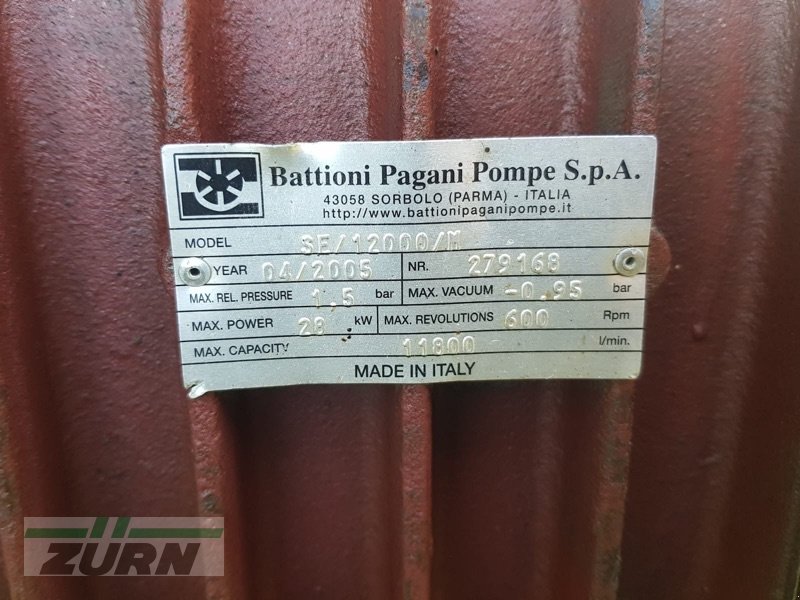 Battioni Pagani Pompe S.p.A.
43058 SORBOLO (PARMA) - ITALIA
http://www.battionipaganipompe.it
MODEL SE/12000/M
YEAR 04/2005 NR. 279168
MAX. REL. PRESSURE 1.5 bar MAX. VACUUM -0.95 bar
MAX. POWER 28 kW MAX. REVOLUTIONS 600 Rpm
MAX. CAPACITY 11800 l/min.
MADE IN ITALY
ZÜRN